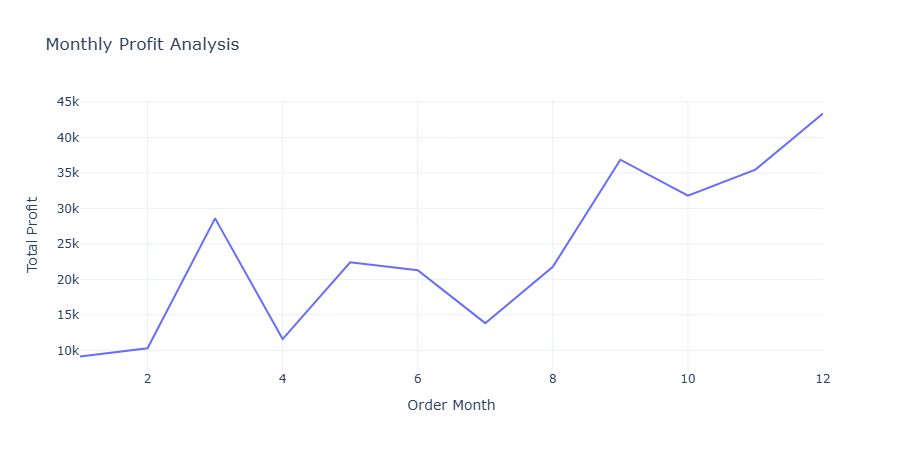 Monthly Profit Analysis
45k
40k
35k
30k
25k
20k
15k
10k
Total Profit
2 4 6 8 10 12
Order Month